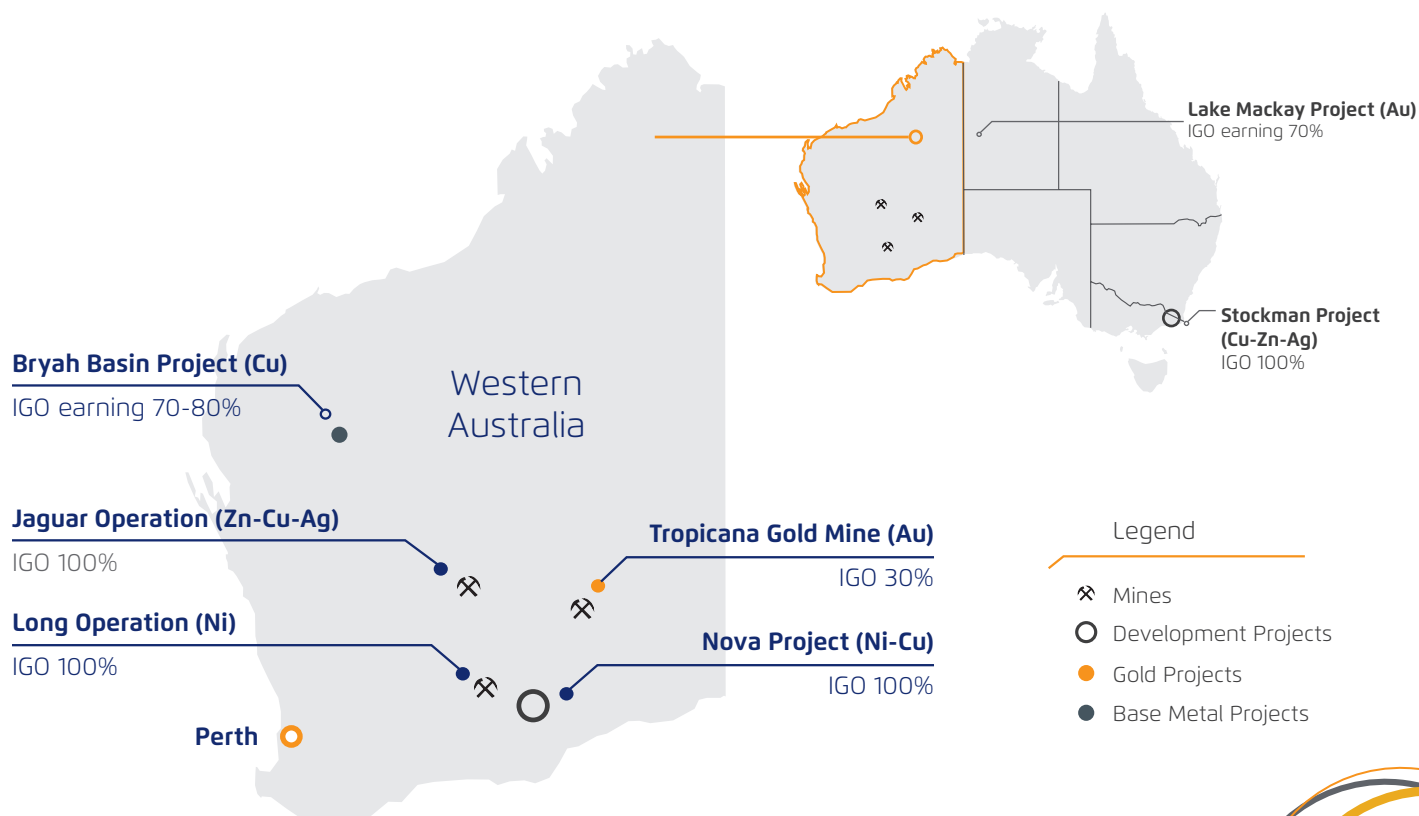 Lake Mackay Project (Au)
IGO earning 70%
Stockman Project
(Cu-Zn-Ag)
IGO 100%
Bryah Basin Project (Cu)
IGO earning 70-80%
Western
Australia
Jaguar Operation (Zn-Cu-Ag)
IGO 100%
Tropicana Gold Mine (Au)
IGO 30%
Long Operation (Ni)
IGO 100%
Nova Project (Ni-Cu)
IGO 100%
Perth
Legend
Mines
Development Projects
Gold Projects
Base Metal Projects